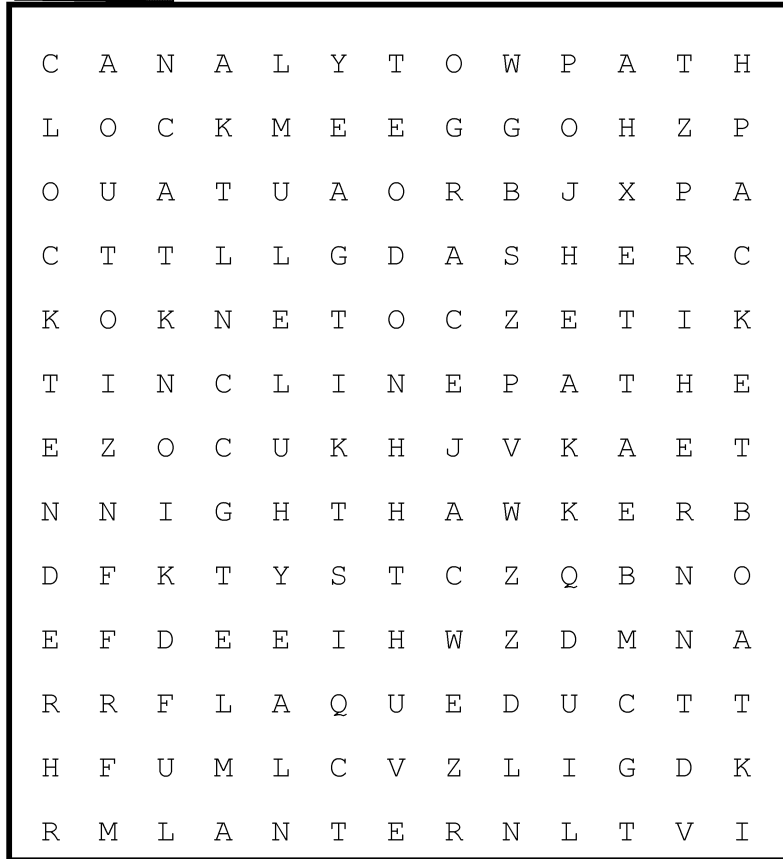 C A N A L Y T O W P A T H
L O C K M E E G G O H Z P
O U A T U A O R B J X P A
C T T L L G D A S H E R C
K O K N E T O C Z E T I K
T I N C L I N E P A T H E
E Z O C U K H J V K A E T
N N I G H T H A W K E R B
D F K T Y S T C Z Q B N O
E F D E E I H W Z D M N A
R R F L A Q U E D U C T T
H F U M L C V Z L I G D K
R M L A N T E R N L T V I